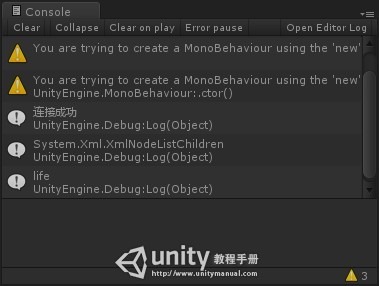 Console
Clear Collapse Clear on play Error pause Open Editor Log
You are trying to create a MonoBehaviour using the 'new'
You are trying to create a MonoBehaviour using the 'new'
UnityEngine.MonoBehaviour:.ctor()
连接成功
UnityEngine.Debug:Log(Object)
System.Xml.XmlNodeListChildren
UnityEngine.Debug:Log(Object)
life
UnityEngine.Debug:Log(Object)
unity 教程手册
http://www.unitymanual.com
3